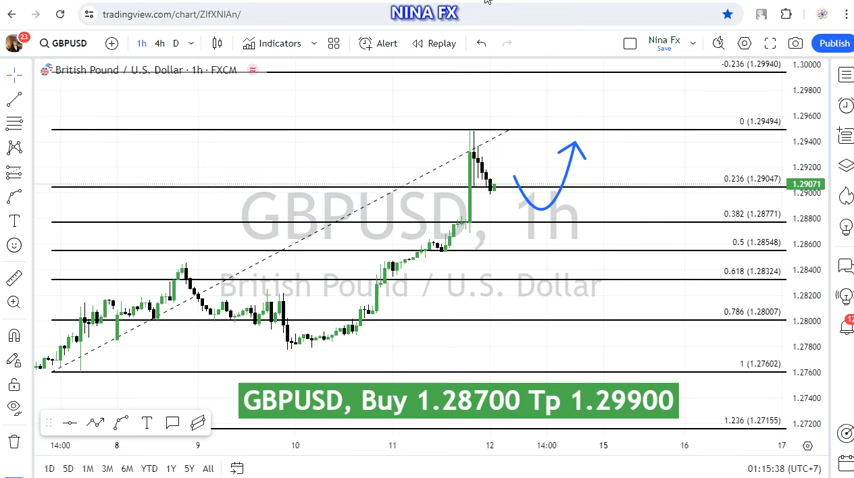 NINA FX
tradingview.com/chart/ZIfXNIAn/
23
GBPUSD
1h 4h D
Indicators
Alert
Replay
Nina Fx
Save
Publish
British Pound / U.S. Dollar · 1h · FXCM
GBPUSD, 1h
British Pound / U.S. Dollar
-0.236 (1.29940)
0 (1.29494)
0.236 (1.29047)
0.382 (1.28771)
0.5 (1.28548)
0.618 (1.28324)
0.786 (1.28007)
1 (1.27602)
1.236 (1.27155)
1.30000
1.29800
1.29600
1.29400
1.29200
1.29071
1.29000
1.28800
1.28600
1.28400
1.28200
1.28000
1.27800
1.27600
1.27400
1.27200
GBPUSD, Buy 1.28700 Tp 1.29900
14:00 8 9 10 11 12 14:00 15 16 17
1D 5D 1M 3M 6M YTD 1Y 5Y All
01:15:38 (UTC+7)